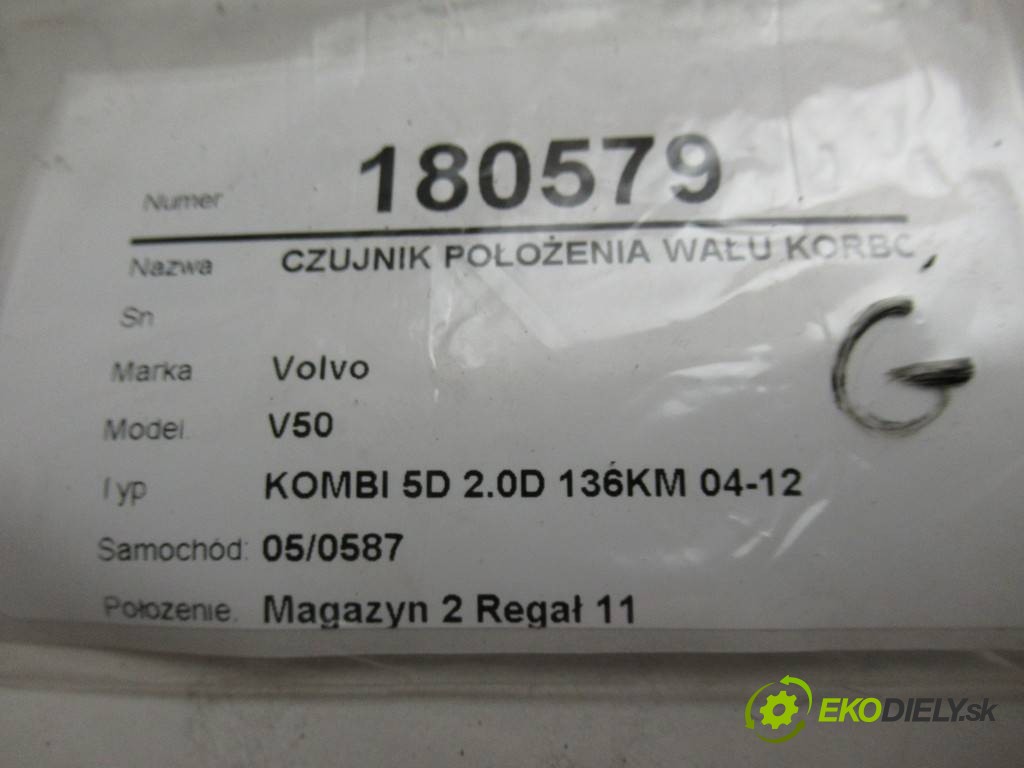 Numer 180579
Nazwa CZUJNIK POŁOŻENIA WAŁU KORBO
Sn
Marka Volvo
G
Model. V50
Typ KOMBI 5D 2.0D 136KM 04-12
Samochód: 05/0587
Położenie. Magazyn 2 Regał 11
EKODIELY.sk